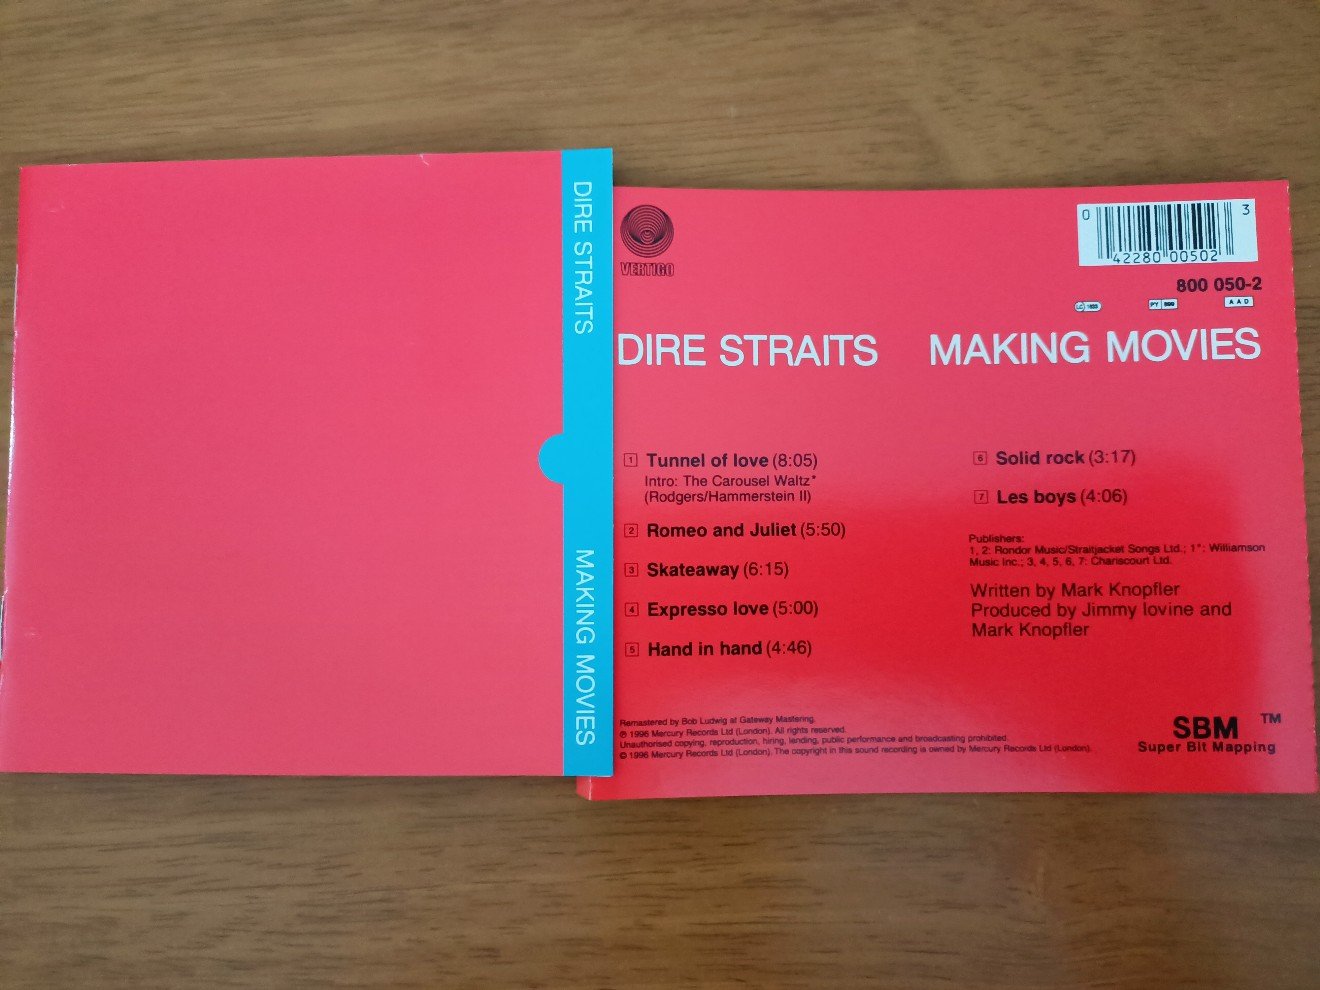 DIRE STRAITS
MAKING MOVIES
VERTIGO
0
42280 00502
3
800 050-2
LC
PY
AAD
DIRE STRAITS
MAKING MOVIES
1 Tunnel of love (8:05)
Intro: The Carousel Waltz*
(Rodgers/Hammerstein II)
2 Romeo and Juliet (5:50)
3 Skateaway (6:15)
4 Expresso love (5:00)
5 Hand in hand (4:46)
6 Solid rock (3:17)
7 Les boys (4:06)
Publishers:
1, 2: Rondor Music/Straitjacket Songs Ltd.; 1*: Williamson
Music Inc.; 3, 4, 5, 6, 7: Chariscourt Ltd.
Written by Mark Knopfler
Produced by Jimmy Iovine and
Mark Knopfler
Remastered by Bob Ludwig at Gateway Mastering.
℗ 1996 Mercury Records Ltd (London). All rights reserved.
Unauthorised copying, reproduction, hiring, lending, public performance and broadcasting prohibited.
© 1996 Mercury Records Ltd (London). The copyright in this sound recording is owned by Mercury Records Ltd (London).
SBM TM
Super Bit Mapping